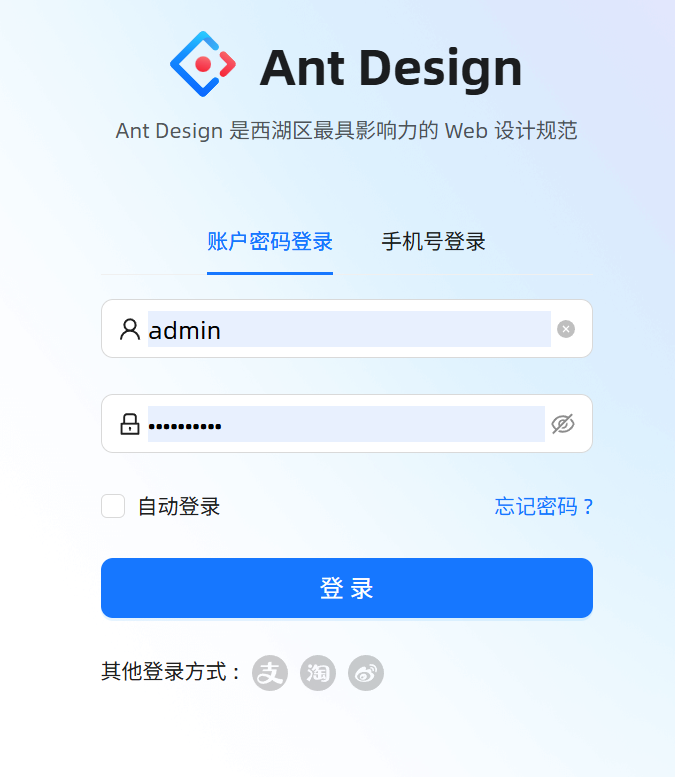 Ant Design
Ant Design 是西湖区最具影响力的 Web 设计规范
账户密码登录 手机号登录
admin
••••••••••
自动登录 忘记密码 ?
登 录
其他登录方式 : 支 淘